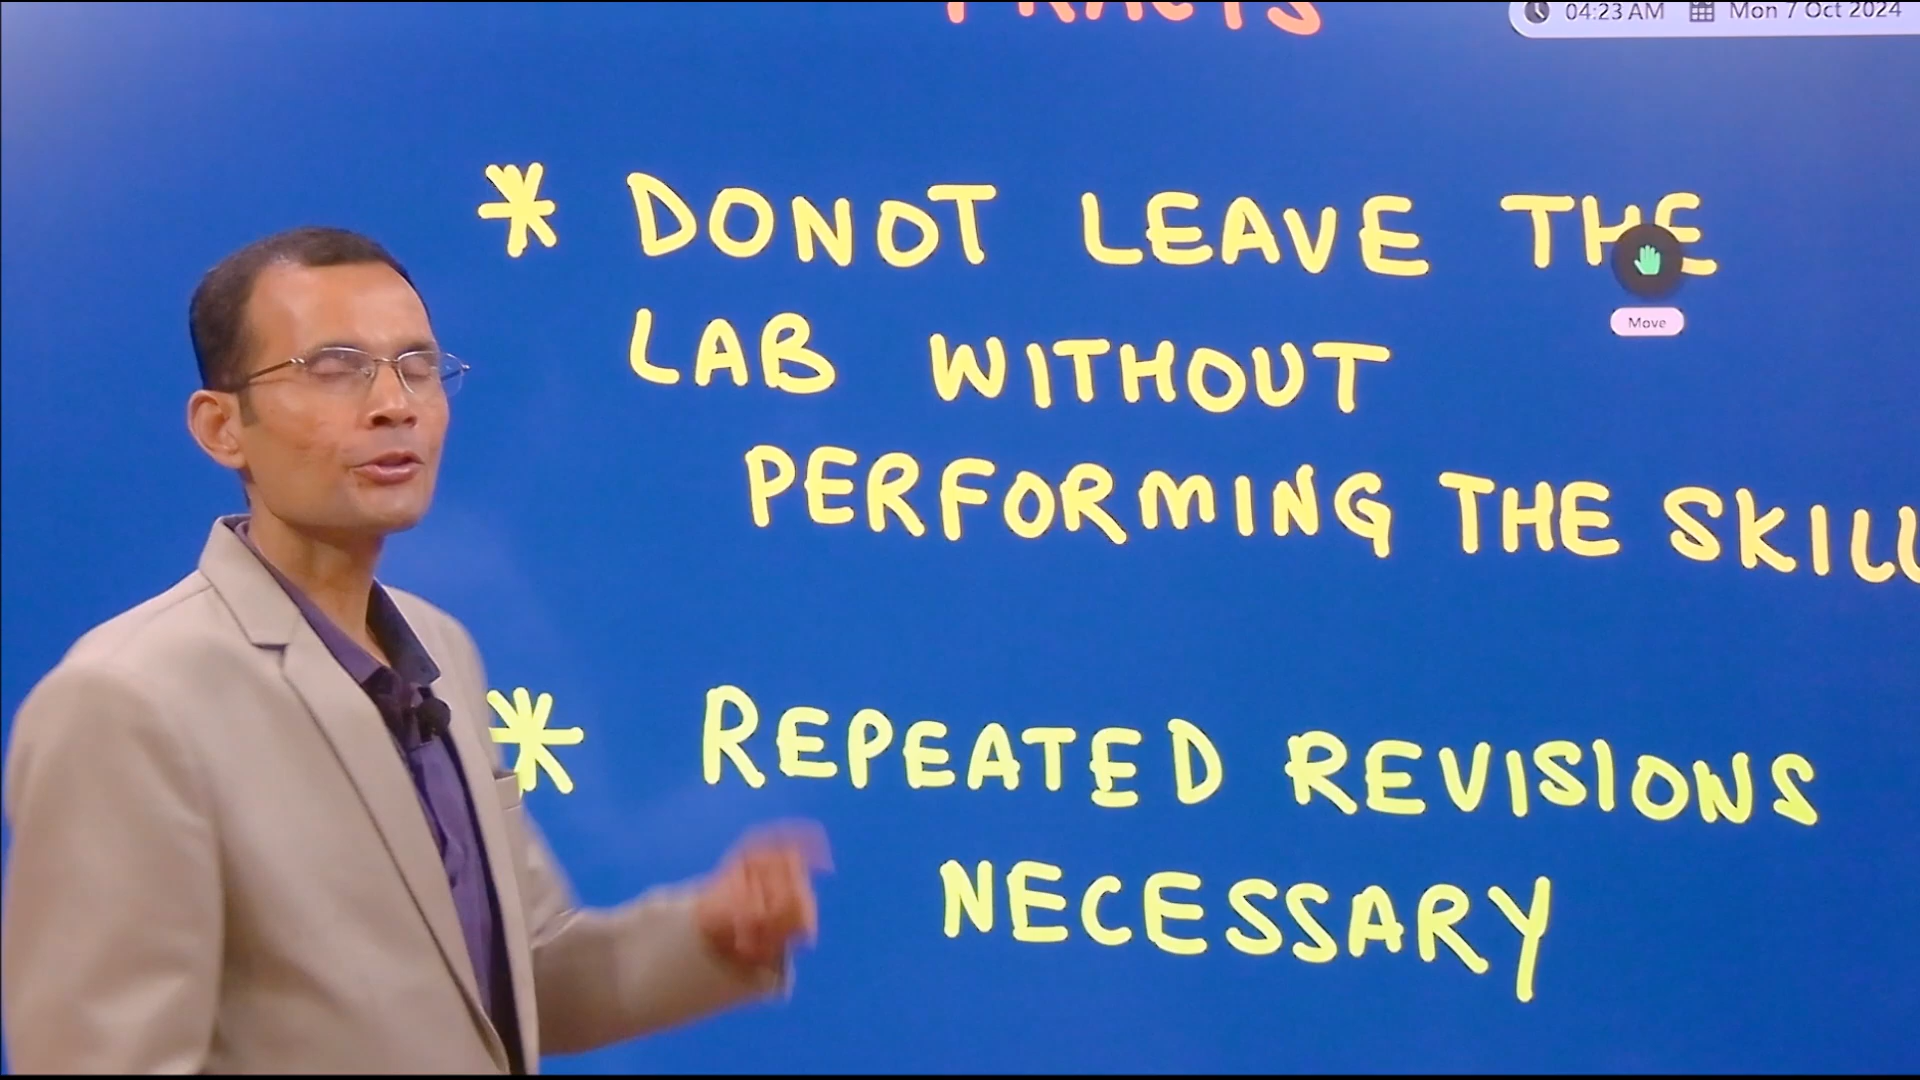 PRACTS
04:23 AM Mon 7 Oct 2024
* DONOT LEAVE THE
Move
LAB WITHOUT
PERFORMING THE SKILL
* REPEATED REVISIONS
NECESSARY